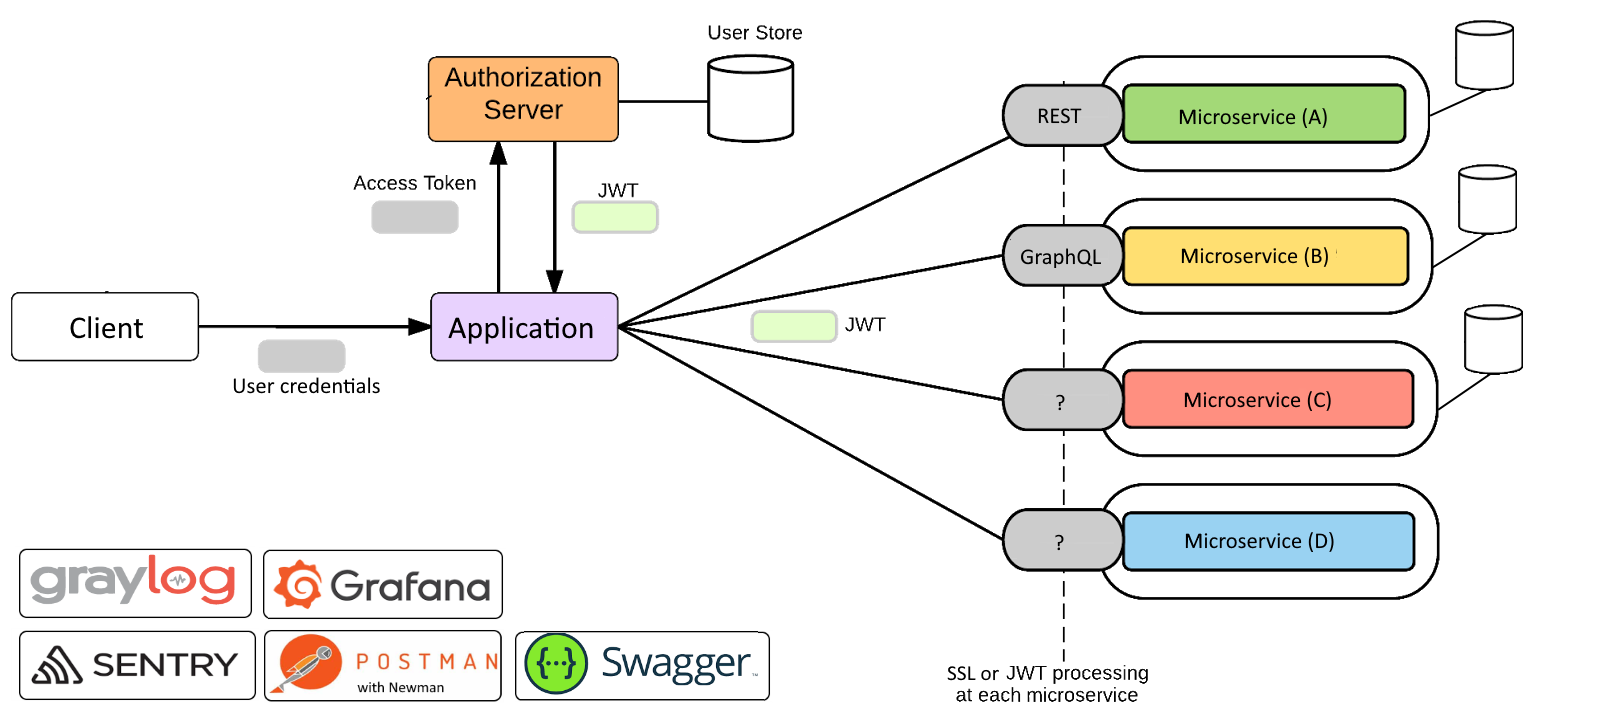 User Store
Authorization
Server
REST
Microservice (A)
Access Token
JWT
GraphQL
Microservice (B)
Client
Application
JWT
User credentials
?
Microservice (C)
?
Microservice (D)
graylog
Grafana
SENTRY
POSTMAN
with Newman
{···}
Swagger™
SSL or JWT processing
at each microservice